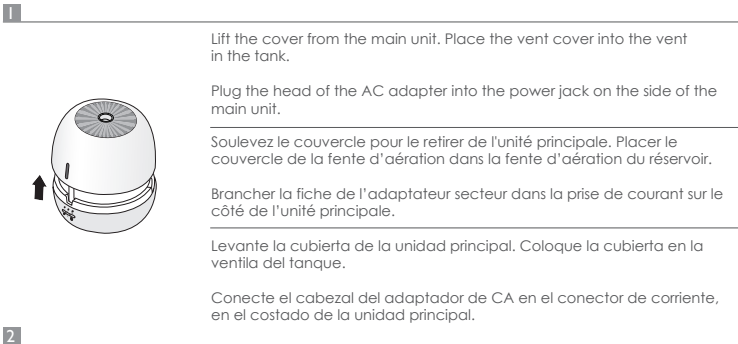 1
Lift the cover from the main unit. Place the vent cover into the vent
in the tank.
Plug the head of the AC adapter into the power jack on the side of the
main unit.
Soulevez le couvercle pour le retirer de l'unité principale. Placer le
couvercle de la fente d’aération dans la fente d’aération du réservoir.
Brancher la fiche de l’adaptateur secteur dans la prise de courant sur le
côté de l’unité principale.
Levante la cubierta de la unidad principal. Coloque la cubierta en la
ventila del tanque.
Conecte el cabezal del adaptador de CA en el conector de corriente,
en el costado de la unidad principal.
2